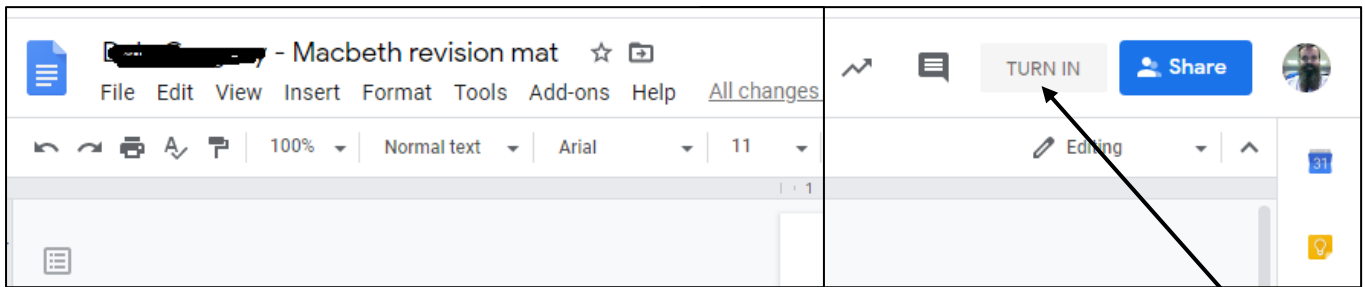 - Macbeth revision mat
TURN IN
Share
File Edit View Insert Format Tools Add-ons Help All changes
100% Normal text Arial 11 Editing
31
1